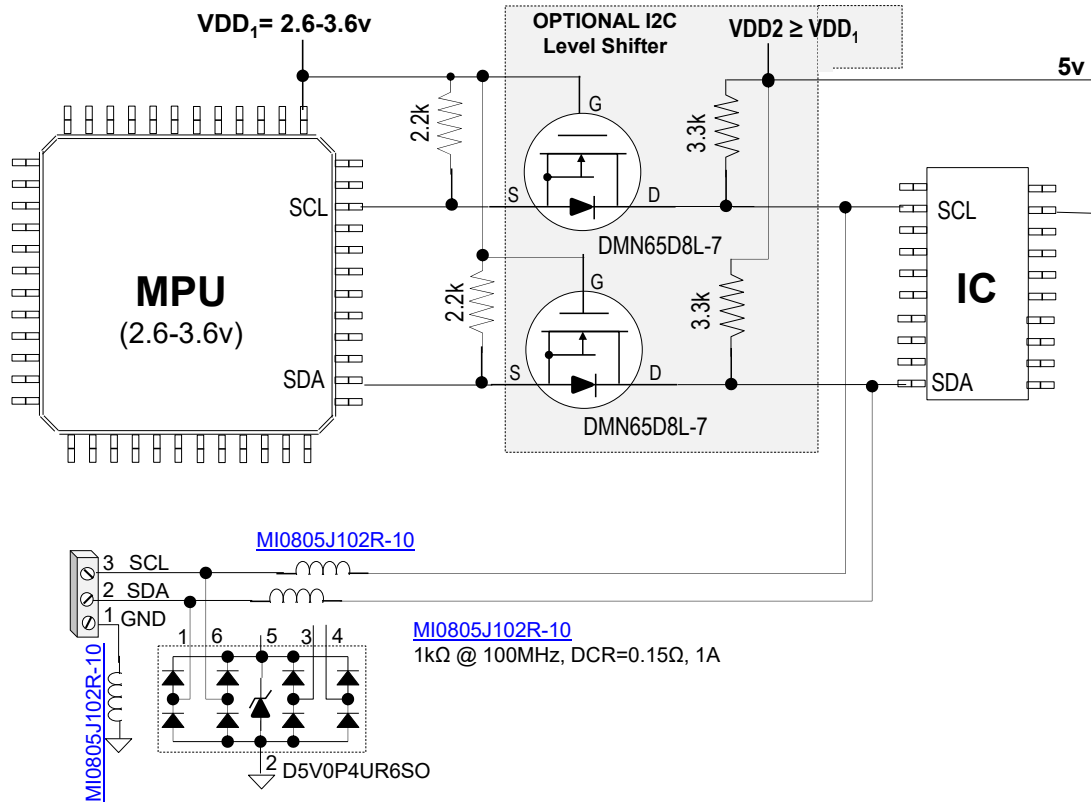 VDD1= 2.6-3.6v
OPTIONAL I2C
Level Shifter
VDD2 ≥ VDD1
5v
G
2.2k
3.3k
S
D
SCL
SCL
DMN65D8L-7
MPU
(2.6-3.6v)
IC
G
2.2k
3.3k
S
D
SDA
SDA
DMN65D8L-7
MI0805J102R-10
3 SCL
2 SDA
1 GND
MI0805J102R-10
1kΩ @ 100MHz, DCR=0.15Ω, 1A
1 6 5 3 4
MI0805J102R-10
2
D5V0P4UR6SO